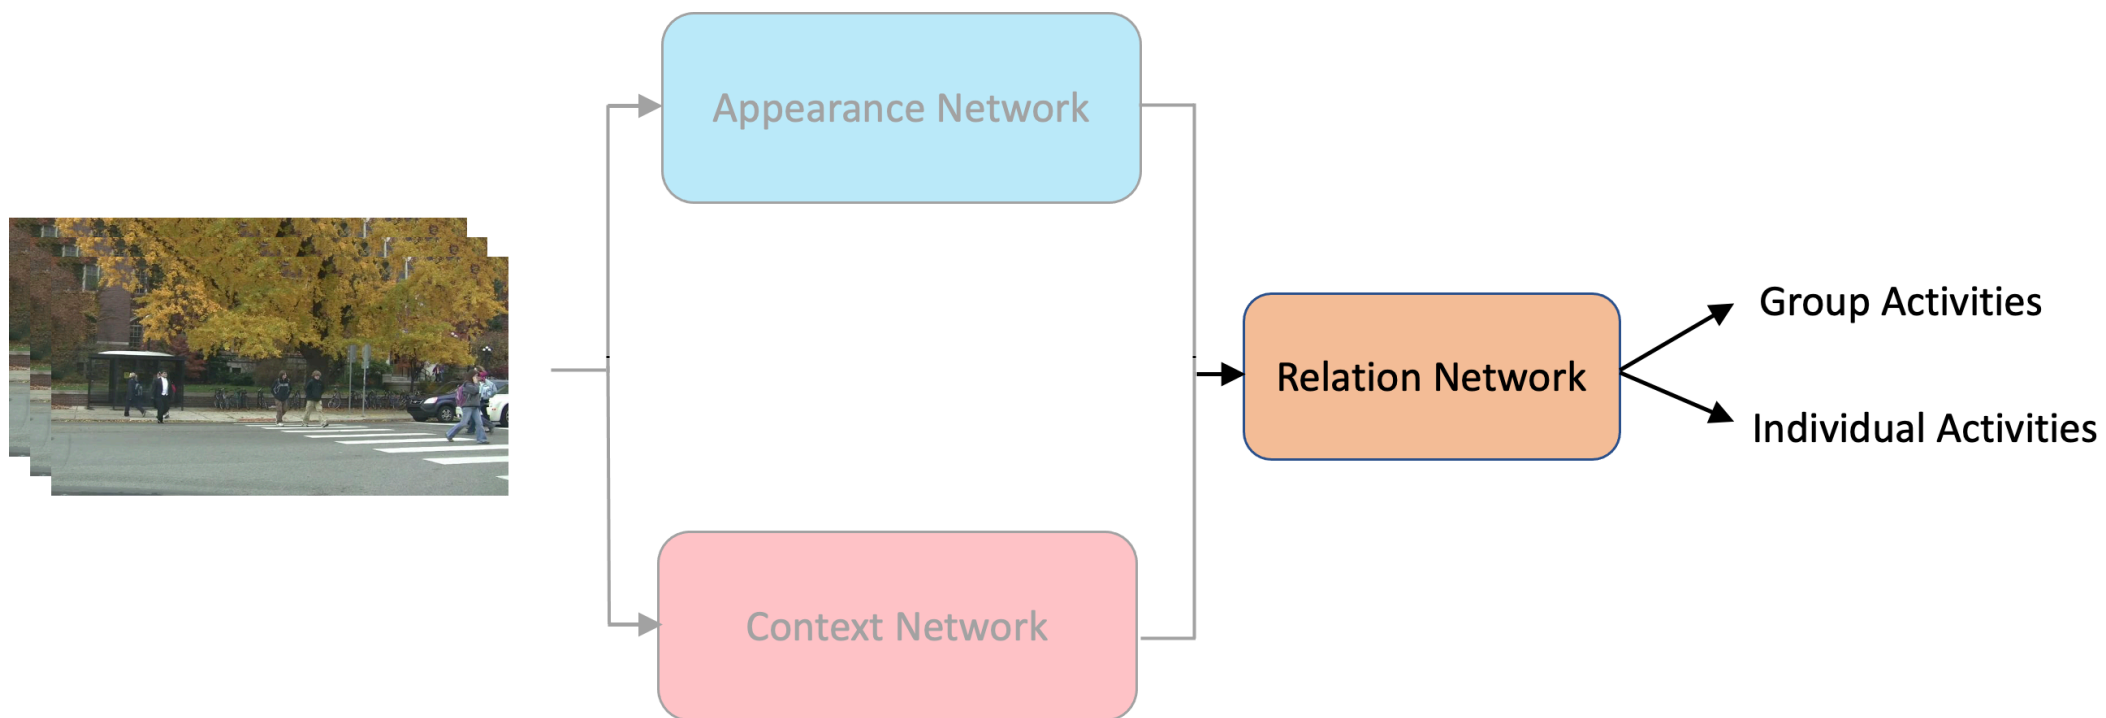 Appearance Network
Group Activities
Relation Network
Individual Activities
Context Network